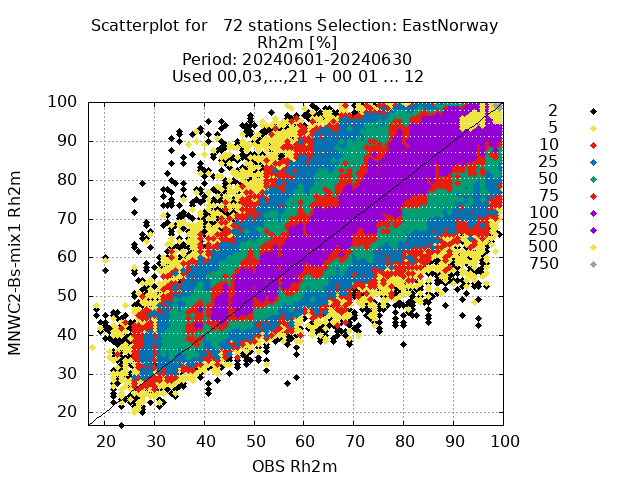 Scatterplot for 72 stations Selection: EastNorway
Rh2m [%]
Period: 20240601-20240630
Used 00,03,...,21 + 00 01 ... 12
100
90
80
70
60
50
40
30
20
20 30 40 50 60 70 80 90 100
MNWC2-Bs-mix1 Rh2m
OBS Rh2m
2
5
10
25
50
75
100
250
500
750